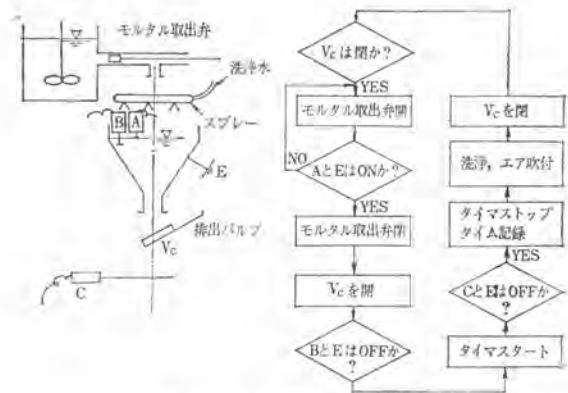 モルタル取出弁
洗浄水
スプレー
B
A
E
排出バルブ
Vc
C
Vcは閉か?
YES
モルタル取出弁開
NO
AとEはONか?
YES
モルタル取出弁閉
Vcを開
BとEはOFFか
?
タイマスタート
CとEはOFFか
?
YES
タイマストップ
タイム記録
洗浄,エア吹付
Vcを閉